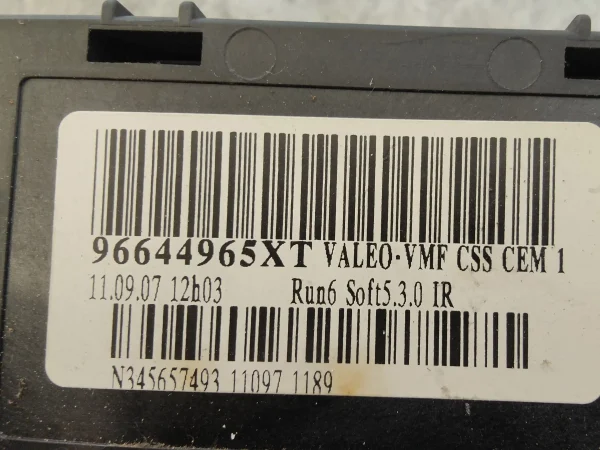 96644965XT VALEO·VMF CSS CEM 1
11.09.07 12h03 Run6 Soft5.3.0 IR
N345657493 11097 1189